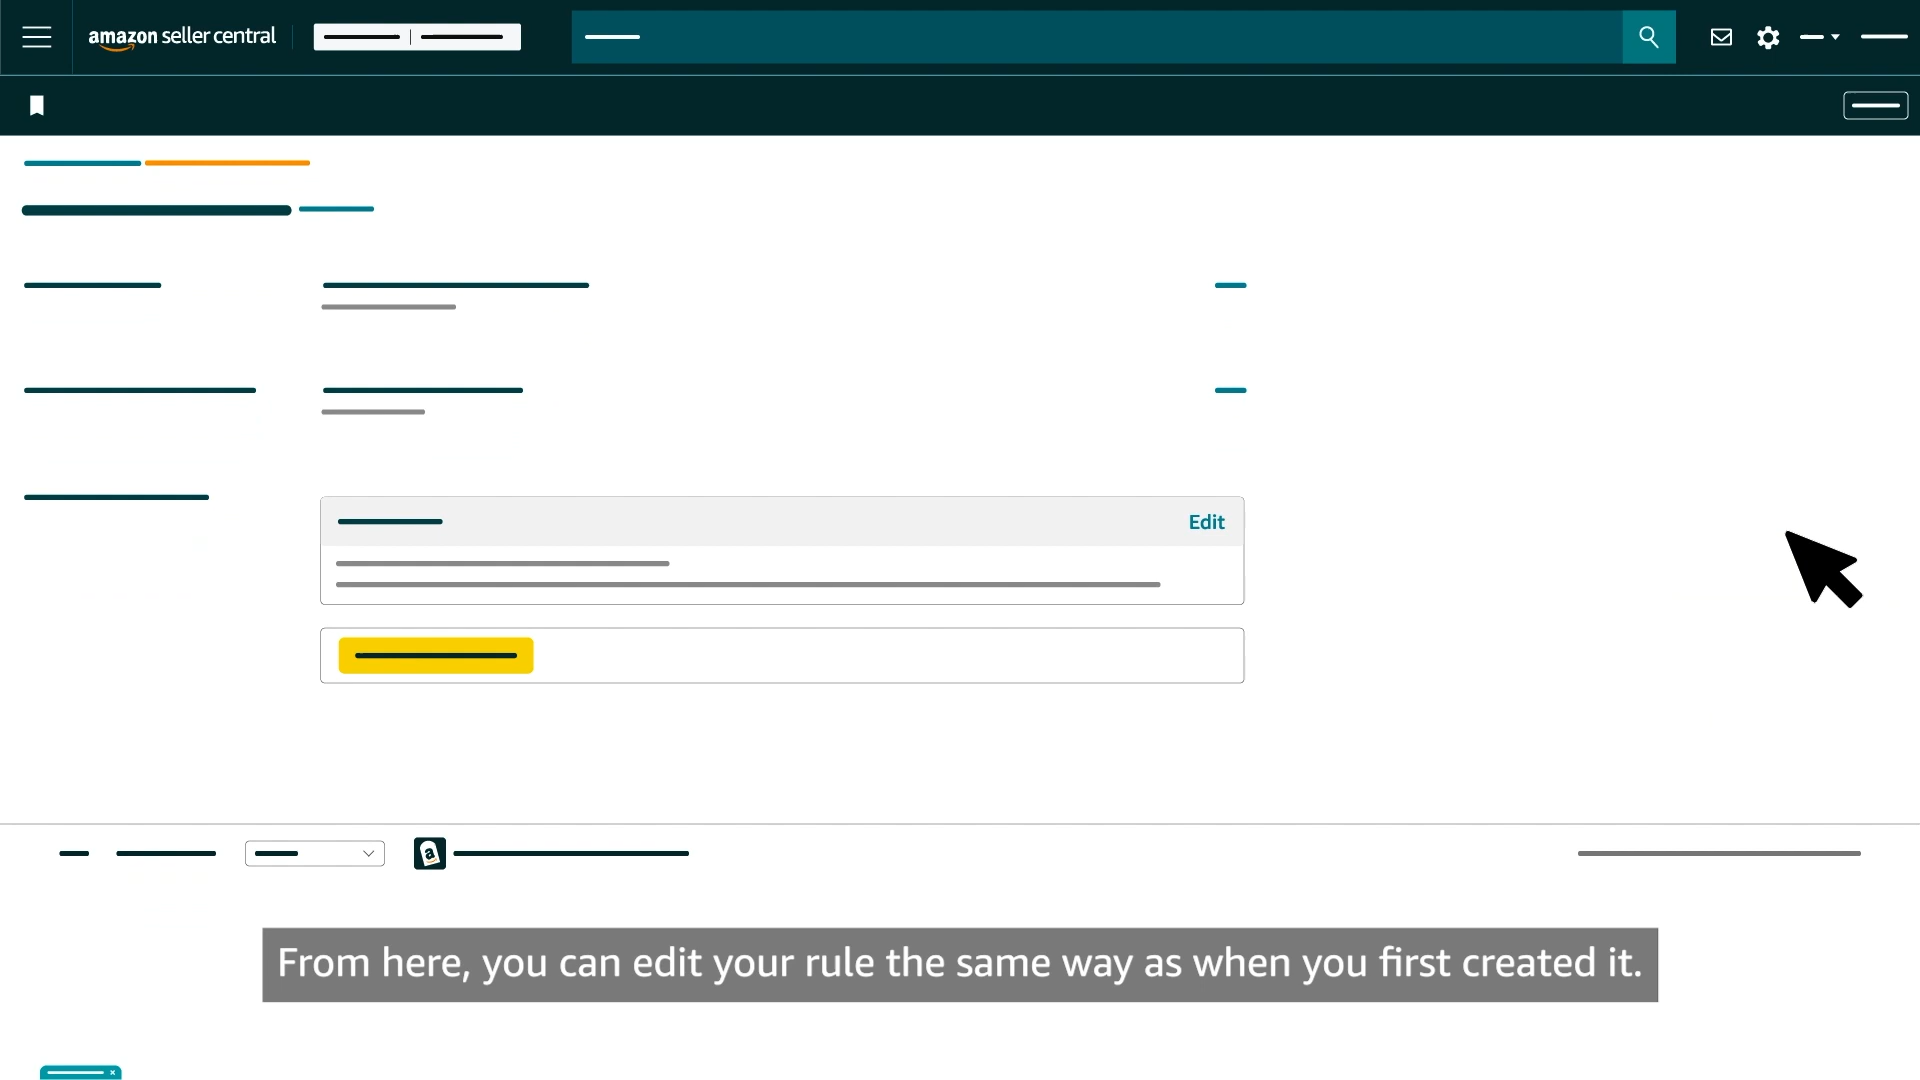 amazon seller central
Edit
a
From here, you can edit your rule the same way as when you first created it.